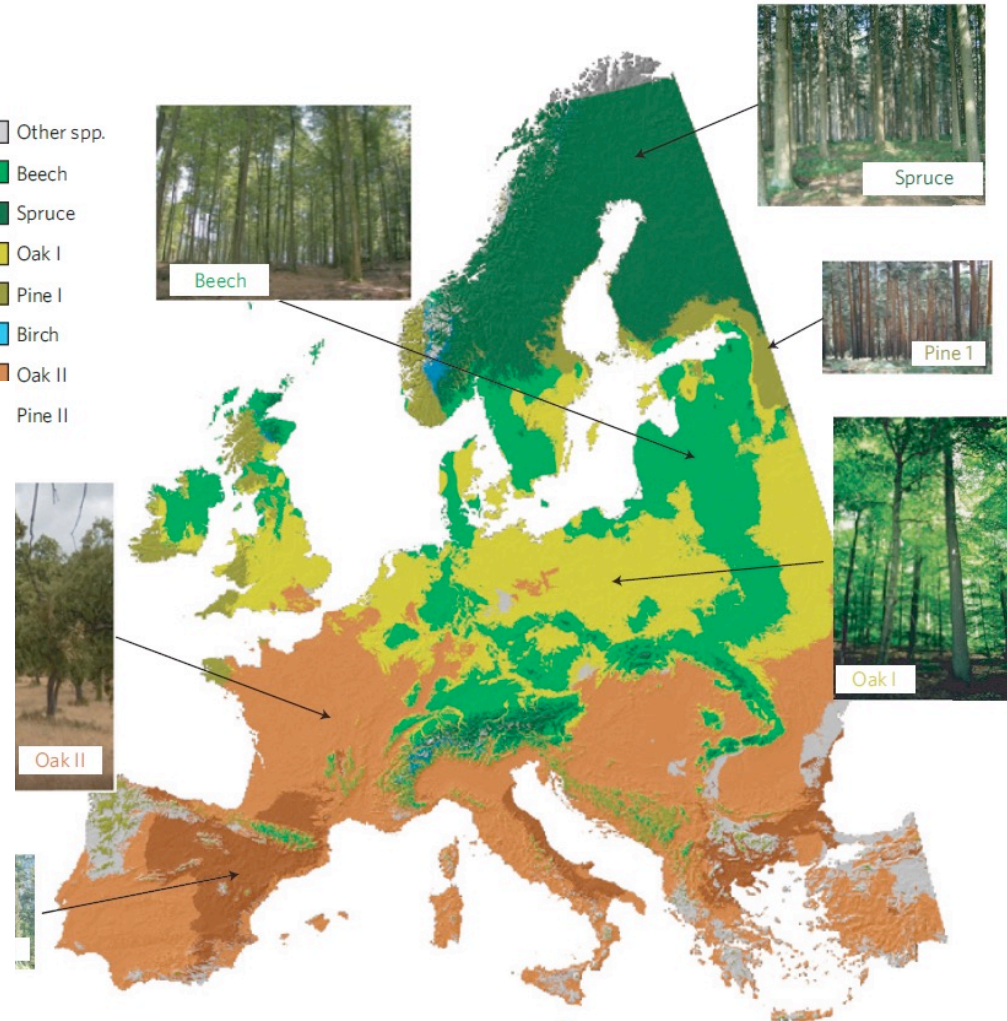 Other spp.
Beech
Spruce
Oak I
Pine I
Birch
Oak II
Pine II
Beech
Spruce
Pine 1
Oak I
Oak II